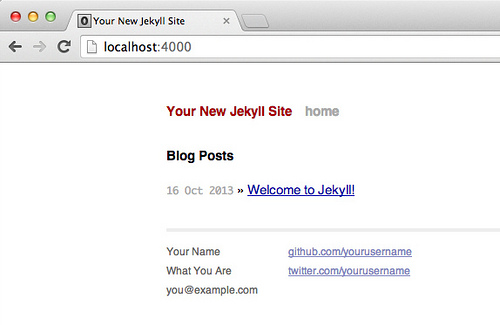 Your New Jekyll Site
localhost:4000
Your New Jekyll Site home
Blog Posts
16 Oct 2013 » Welcome to Jekyll!
Your Name github.com/yourusername
What You Are twitter.com/yourusername
you@example.com